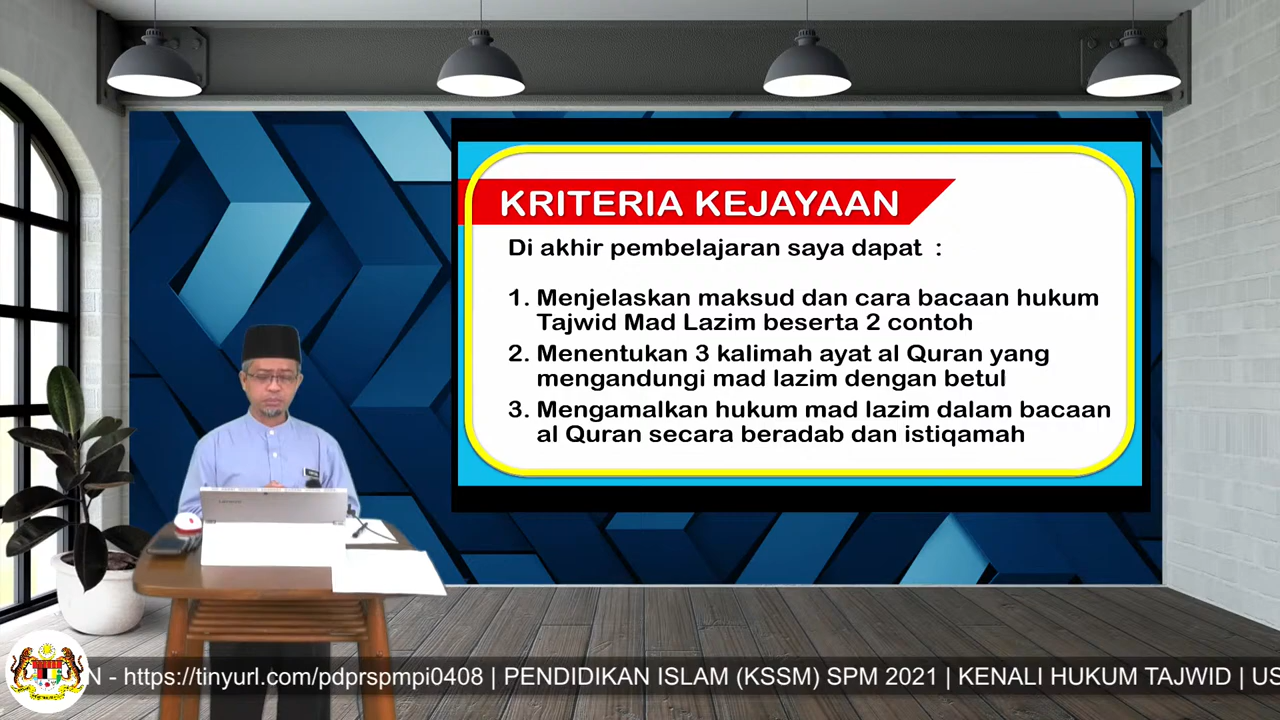 KRITERIA KEJAYAAN
Di akhir pembelajaran saya dapat :
1. Menjelaskan maksud dan cara bacaan hukum
Tajwid Mad Lazim beserta 2 contoh
2. Menentukan 3 kalimah ayat al Quran yang
mengandungi mad lazim dengan betul
3. Mengamalkan hukum mad lazim dalam bacaan
al Quran secara beradab dan istiqamah
N - https://tinyurl.com/pdprspmpi0408 | PENDIDIKAN ISLAM (KSSM) SPM 2021 | KENALI HUKUM TAJWID | US